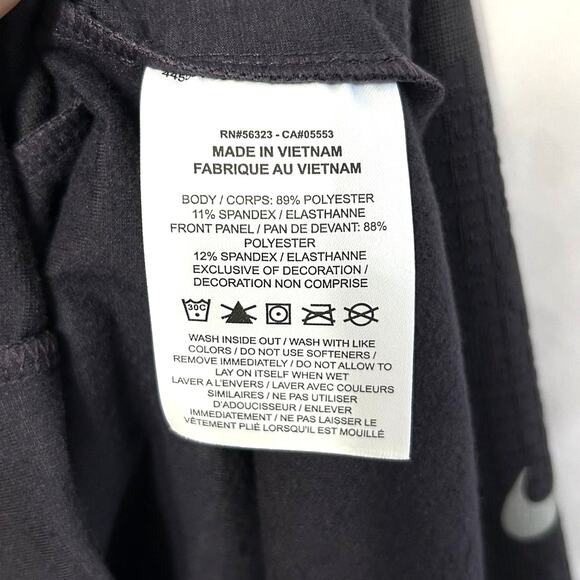 RN#56323 - CA#05553
MADE IN VIETNAM
FABRIQUE AU VIETNAM
BODY / CORPS: 89% POLYESTER
11% SPANDEX / ELASTHANNE
FRONT PANEL / PAN DE DEVANT: 88%
POLYESTER
12% SPANDEX / ELASTHANNE
EXCLUSIVE OF DECORATION /
DECORATION NON COMPRISE
30C
WASH INSIDE OUT / WASH WITH LIKE
COLORS / DO NOT USE SOFTENERS /
REMOVE IMMEDIATELY / DO NOT ALLOW TO
LAY ON ITSELF WHEN WET
LAVER A L'ENVERS / LAVER AVEC COULEURS
SIMILAIRES / NE PAS UTILISER
D'ADOUCISSEUR / ENLEVER
IMMEDIATEMENT / NE PAS LAISSER LE
VÊTEMENT PLIÉ LORSQU'IL EST MOUILLÉ